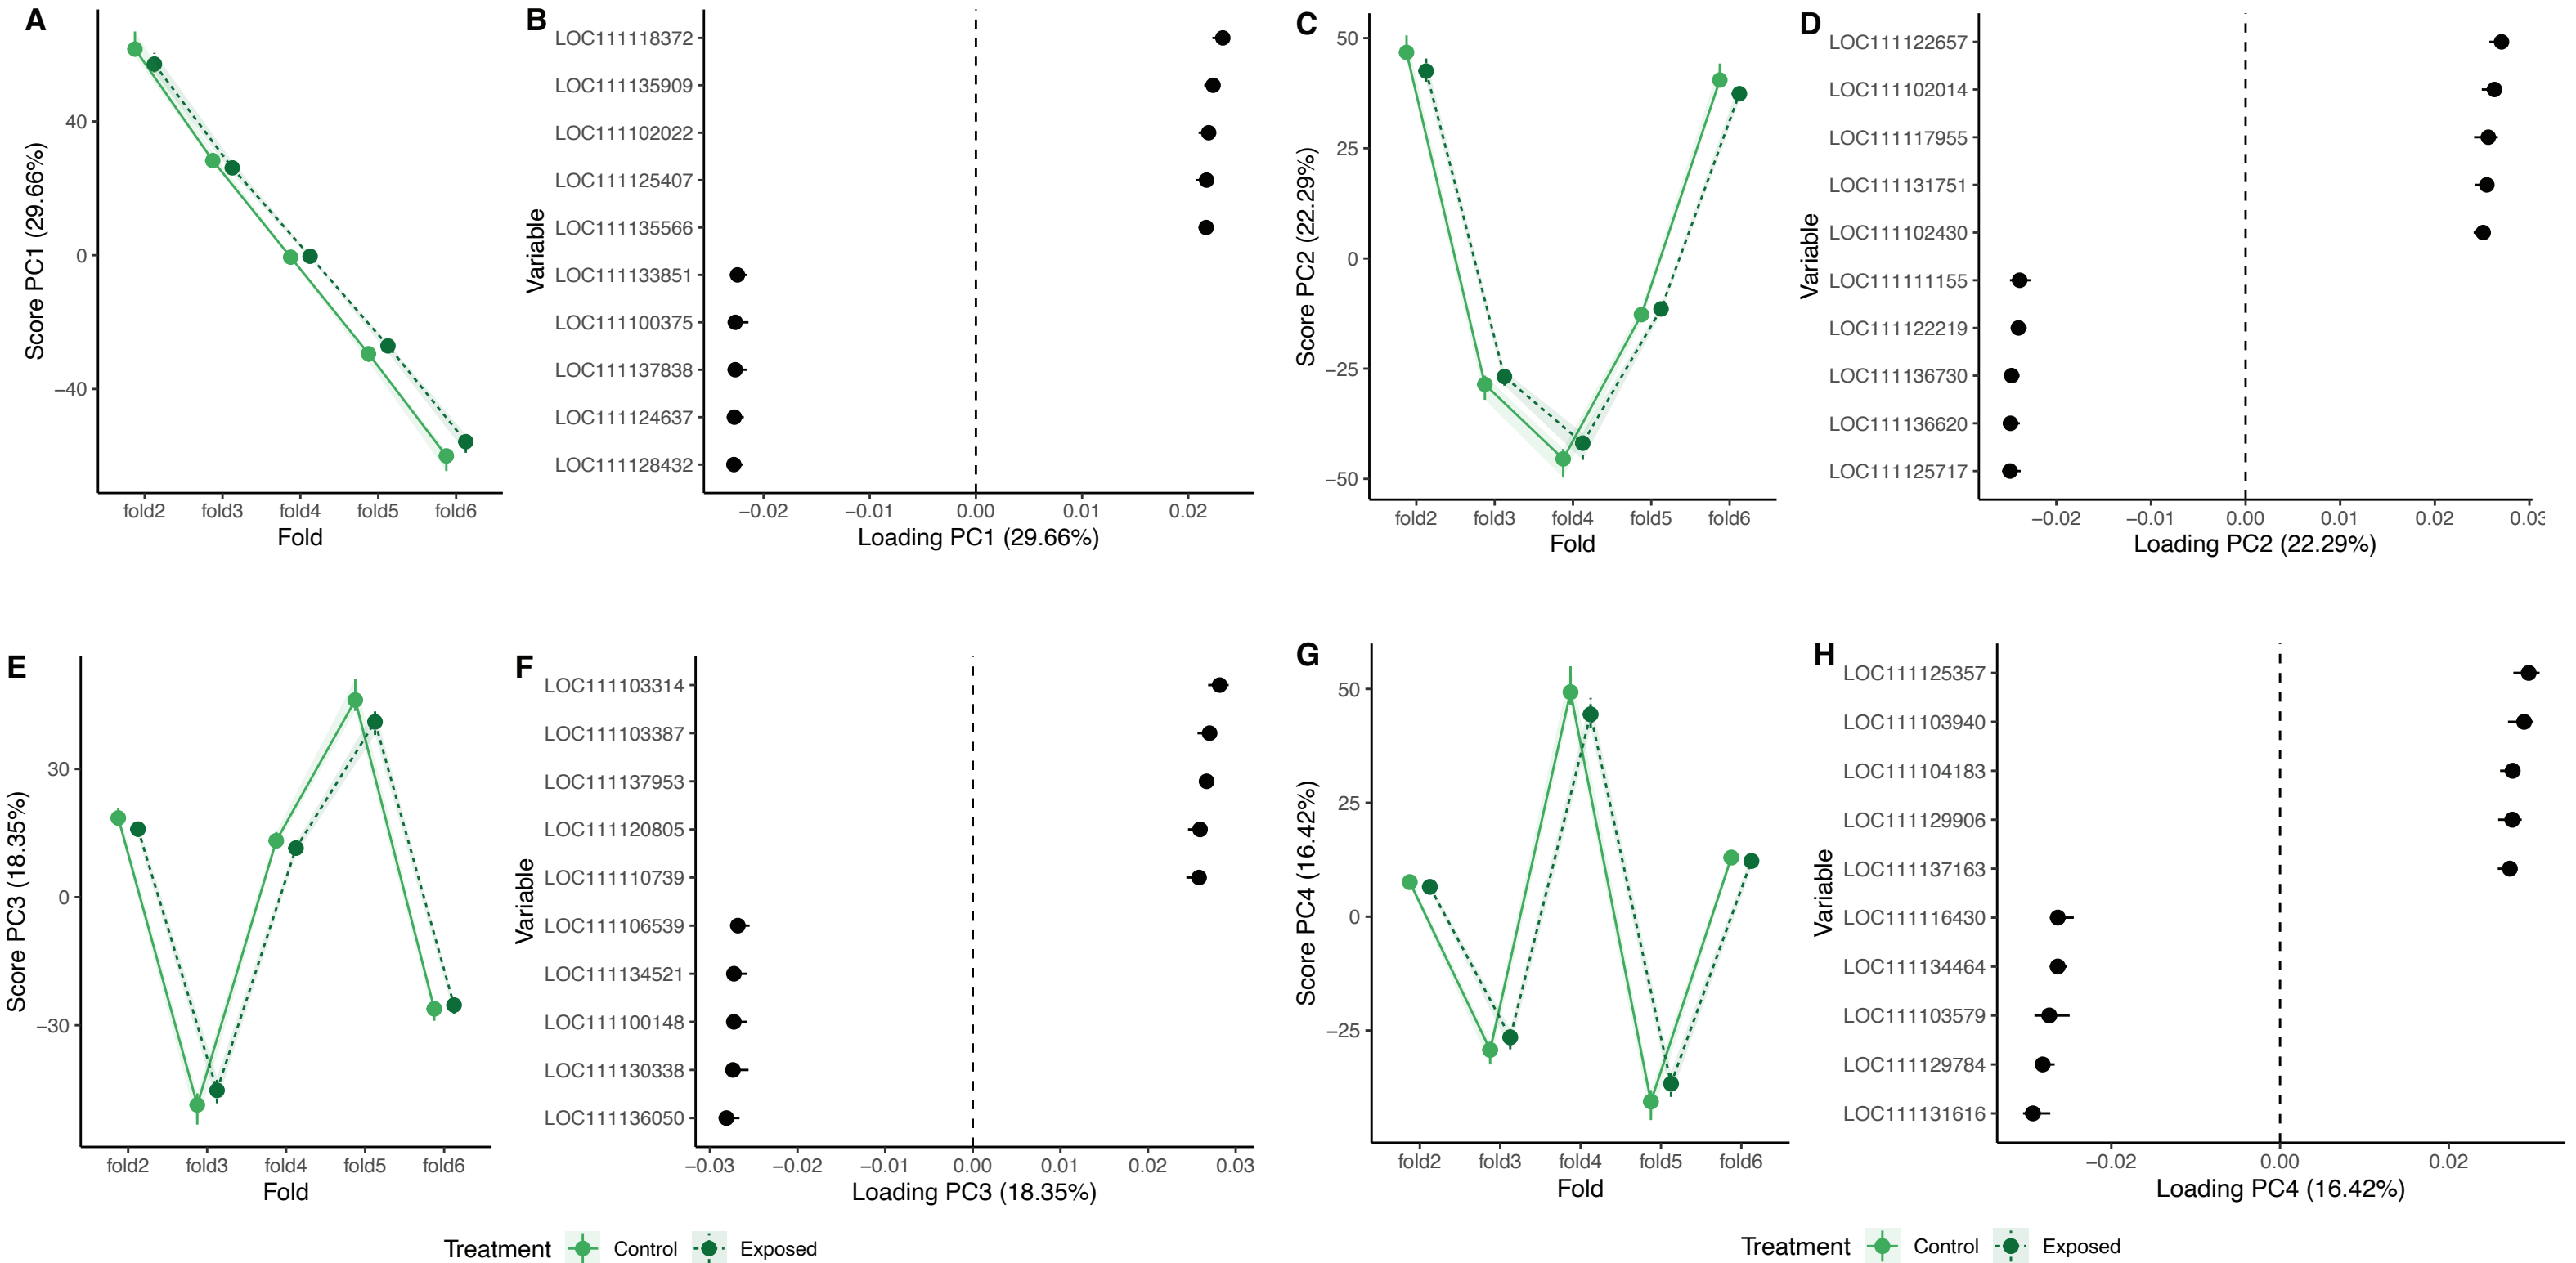 A
Score PC1 (29.66%)
40
0
−40
fold2 fold3 fold4 fold5 fold6
Fold
B
Variable
LOC111118372
LOC111135909
LOC111102022
LOC111125407
LOC111135566
LOC111133851
LOC111100375
LOC111137838
LOC111124637
LOC111128432
−0.02 −0.01 0.00 0.01 0.02
Loading PC1 (29.66%)
C
Score PC2 (22.29%)
50
25
0
−25
−50
fold2 fold3 fold4 fold5 fold6
Fold
D
Variable
LOC111122657
LOC111102014
LOC111117955
LOC111131751
LOC111102430
LOC111111155
LOC111122219
LOC111136730
LOC111136620
LOC111125717
−0.02 −0.01 0.00 0.01 0.02 0.03
Loading PC2 (22.29%)
E
Score PC3 (18.35%)
30
0
−30
fold2 fold3 fold4 fold5 fold6
Fold
F
Variable
LOC111103314
LOC111103387
LOC111137953
LOC111120805
LOC111110739
LOC111106539
LOC111134521
LOC111100148
LOC111130338
LOC111136050
−0.03 −0.02 −0.01 0.00 0.01 0.02 0.03
Loading PC3 (18.35%)
G
Score PC4 (16.42%)
50
25
0
−25
fold2 fold3 fold4 fold5 fold6
Fold
H
Variable
LOC111125357
LOC111103940
LOC111104183
LOC111129906
LOC111137163
LOC111116430
LOC111134464
LOC111103579
LOC111129784
LOC111131616
−0.02 0.00 0.02
Loading PC4 (16.42%)
Treatment Control Exposed
Treatment Control Exposed